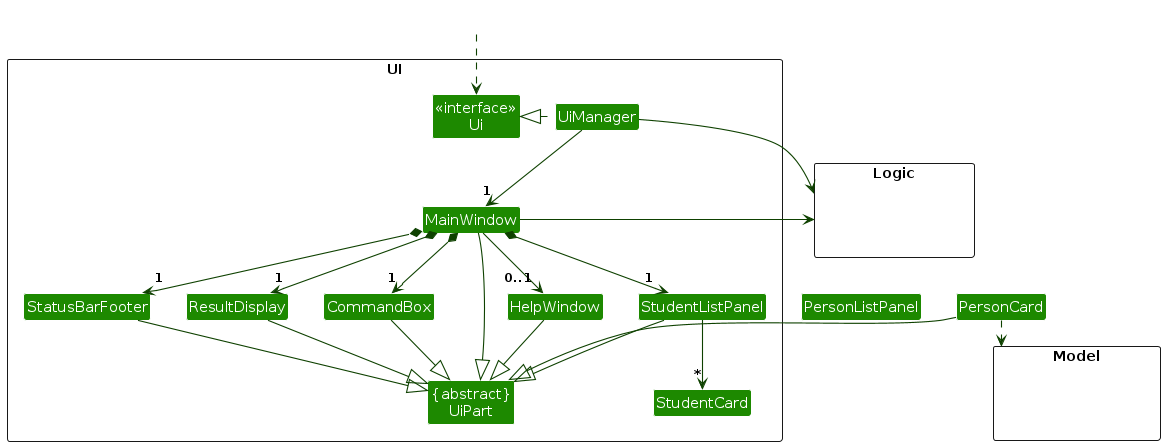 UI
«interface»
Ui
UiManager
Logic
1
MainWindow
1
1
1
0..1
1
StatusBarFooter
ResultDisplay
CommandBox
HelpWindow
StudentListPanel
PersonListPanel
PersonCard
Model
*
{abstract}
UiPart
StudentCard